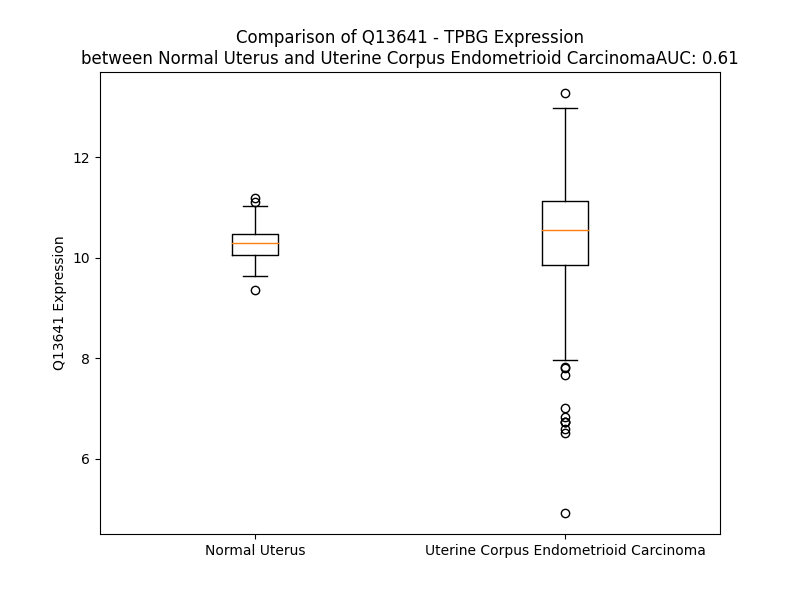 Comparison of Q13641 - TPBG Expression
between Normal Uterus and Uterine Corpus Endometrioid CarcinomaAUC: 0.61
12
10
8
6
Q13641 Expression
Normal Uterus
Uterine Corpus Endometrioid Carcinoma